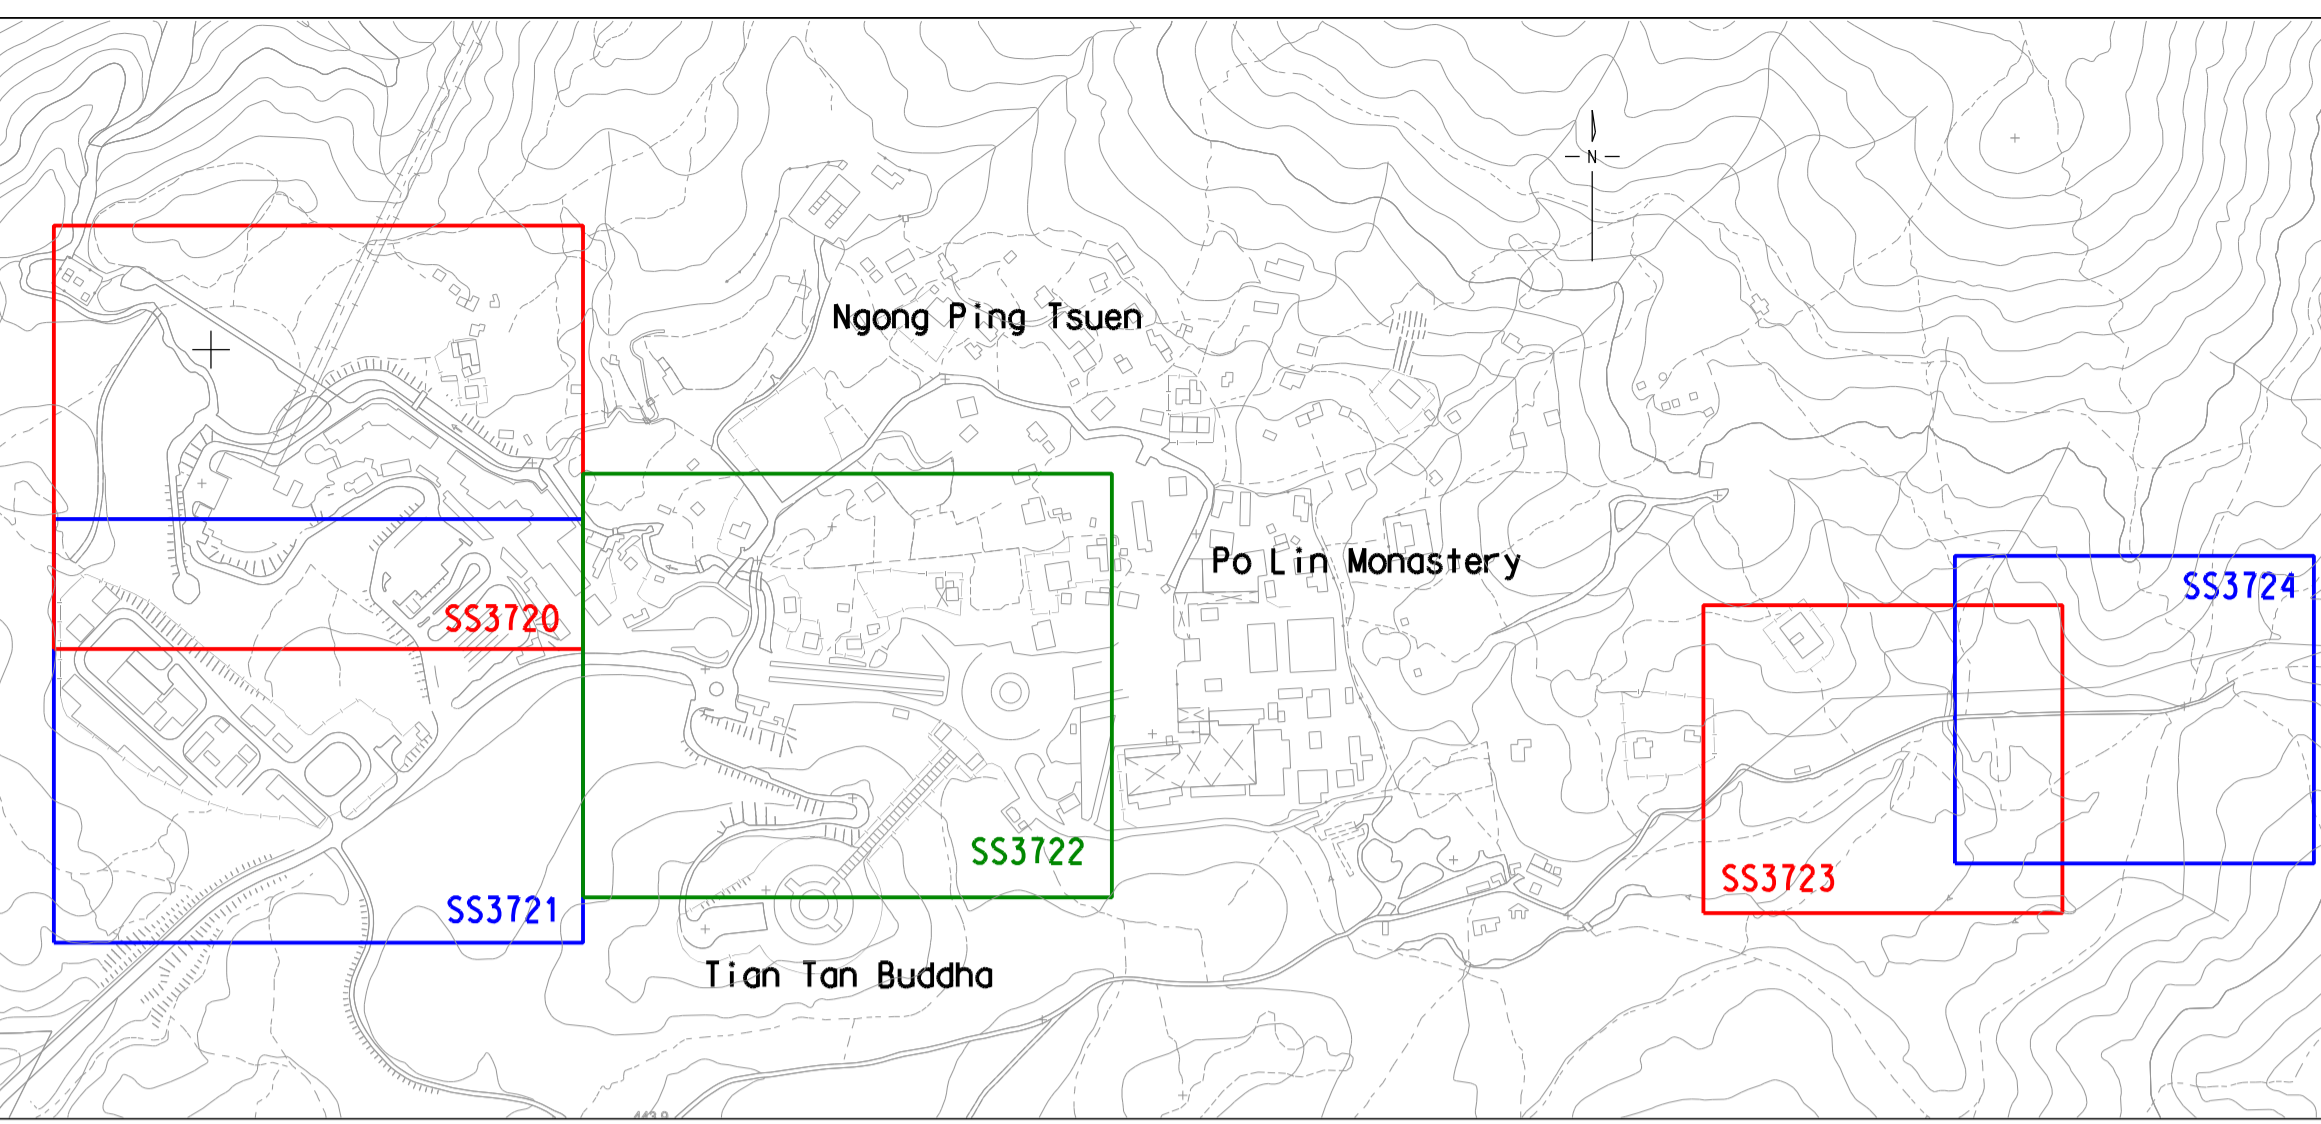 N
Ngong Ping Tsuen
Po Lin Monastery
SS3724
SS3720
SS3722
SS3723
SS3721
Tian Tan Buddha